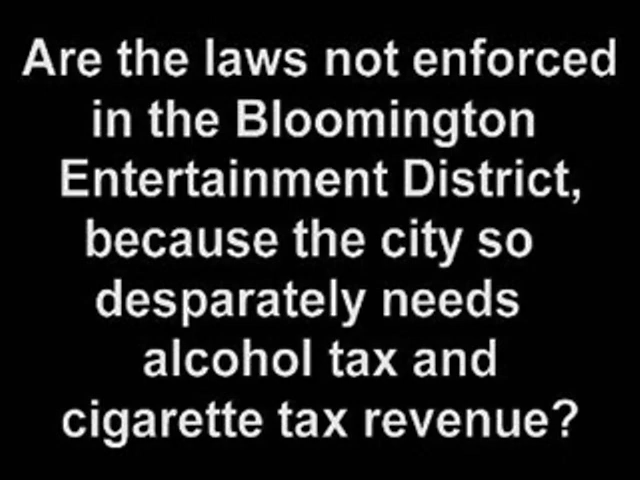 Are the laws not enforced
in the Bloomington
Entertainment District,
because the city so
desparately needs
alcohol tax and
cigarette tax revenue?